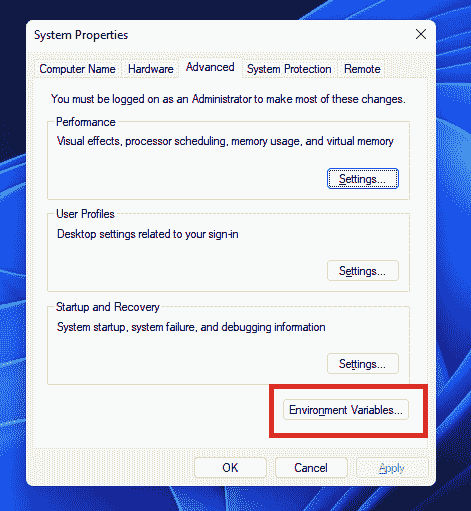 System Properties
Computer Name Hardware Advanced System Protection Remote
You must be logged on as an Administrator to make most of these changes.
Performance
Visual effects, processor scheduling, memory usage, and virtual memory
Settings...
User Profiles
Desktop settings related to your sign-in
Settings...
Startup and Recovery
System startup, system failure, and debugging information
Settings...
Environment Variables...
OK Cancel Apply